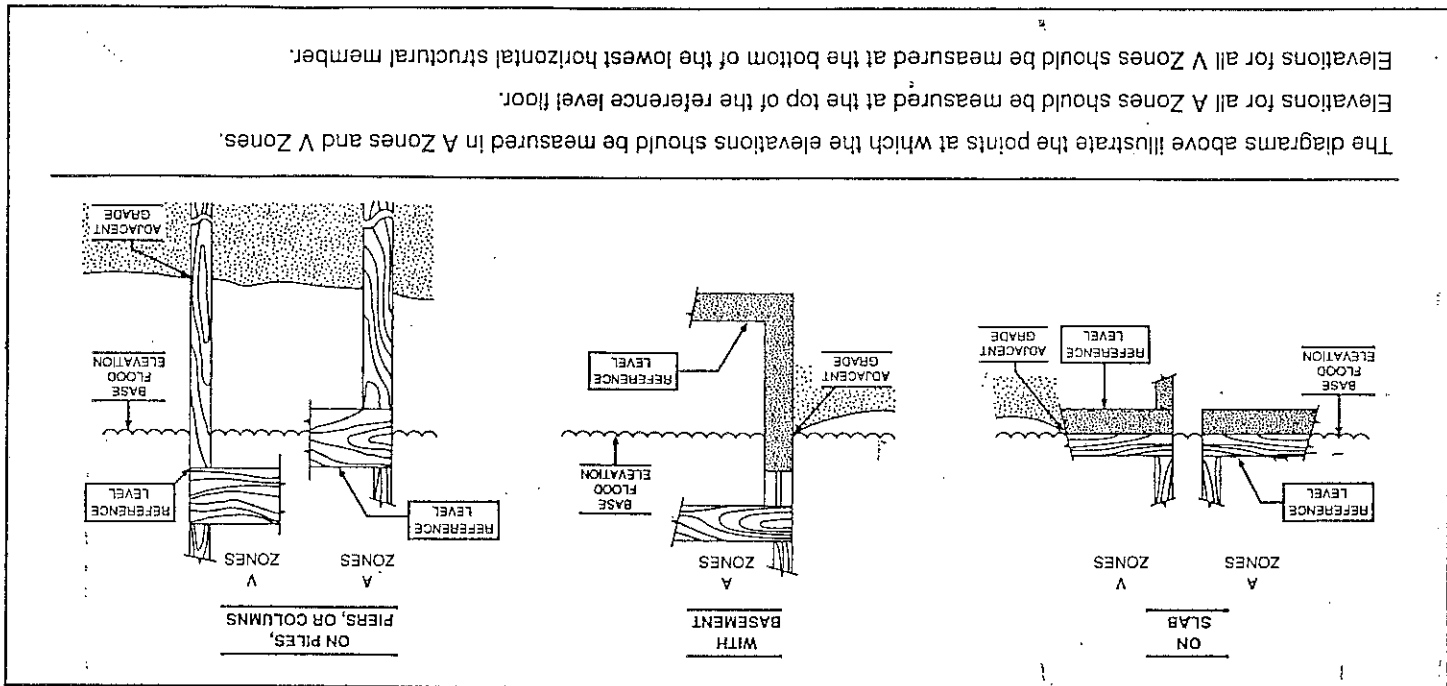 ON
SLAB
A
ZONES
V
ZONES
REFERENCE
LEVEL
BASE
FLOOD
ELEVATION
REFERENCE
LEVEL
ADJACENT
GRADE
WITH
BASEMENT
A
ZONES
BASE
FLOOD
ELEVATION
ADJACENT
GRADE
REFERENCE
LEVEL
ON PILES,
PIERS, OR COLUMNS
A
ZONES
V
ZONES
REFERENCE
LEVEL
REFERENCE
LEVEL
BASE
FLOOD
ELEVATION
ADJACENT
GRADE
The diagrams above illustrate the points at which the elevations should be measured in A Zones and V Zones.
Elevations for all A Zones should be measured at the top of the reference level floor.
Elevations for all V Zones should be measured at the bottom of the lowest horizontal structural member.